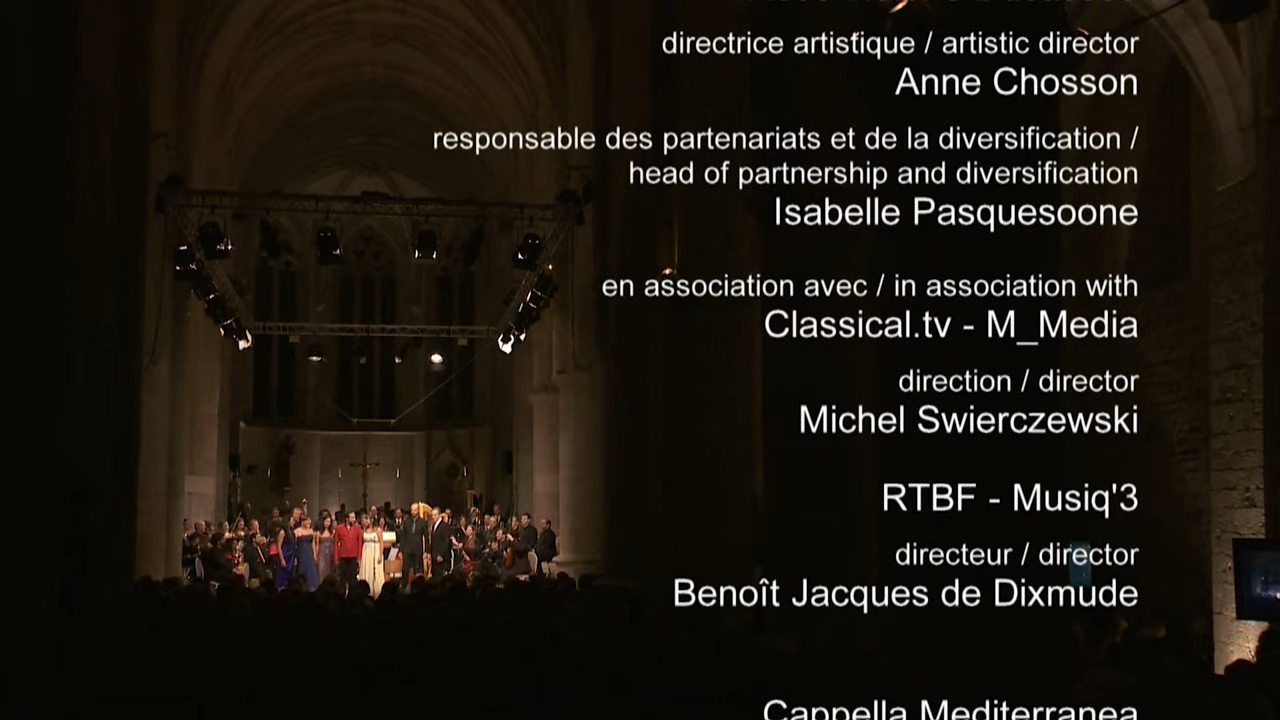 directrice artistique / artistic director
Anne Chosson
responsable des partenariats et de la diversification /
head of partnership and diversification
Isabelle Pasquesoone
en association avec / in association with
Classical.tv - M_Media
direction / director
Michel Swierczewski
RTBF - Musiq'3
directeur / director
Benoît Jacques de Dixmude
Cappella Mediterranea